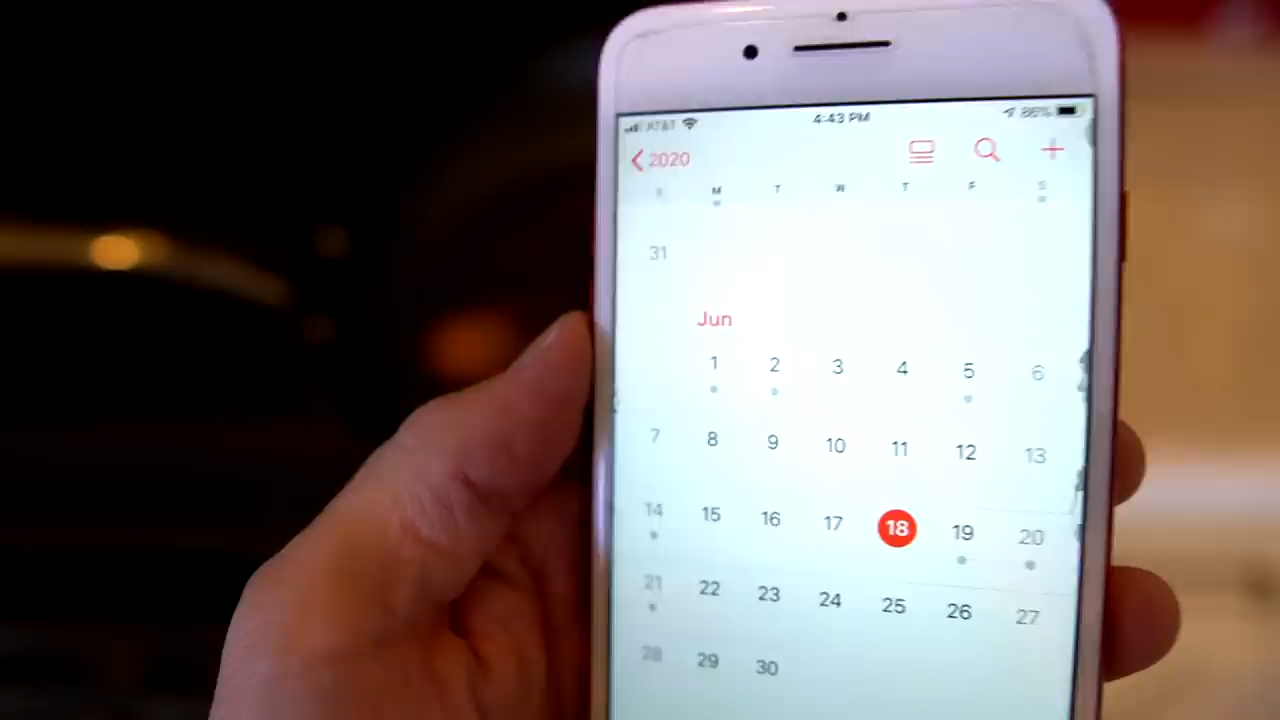 AT&T 4:43 PM 86%
2020
S M T W T F S
31
Jun
1 2 3 4 5 6
7 8 9 10 11 12 13
14 15 16 17 18 19 20
21 22 23 24 25 26 27
28 29 30